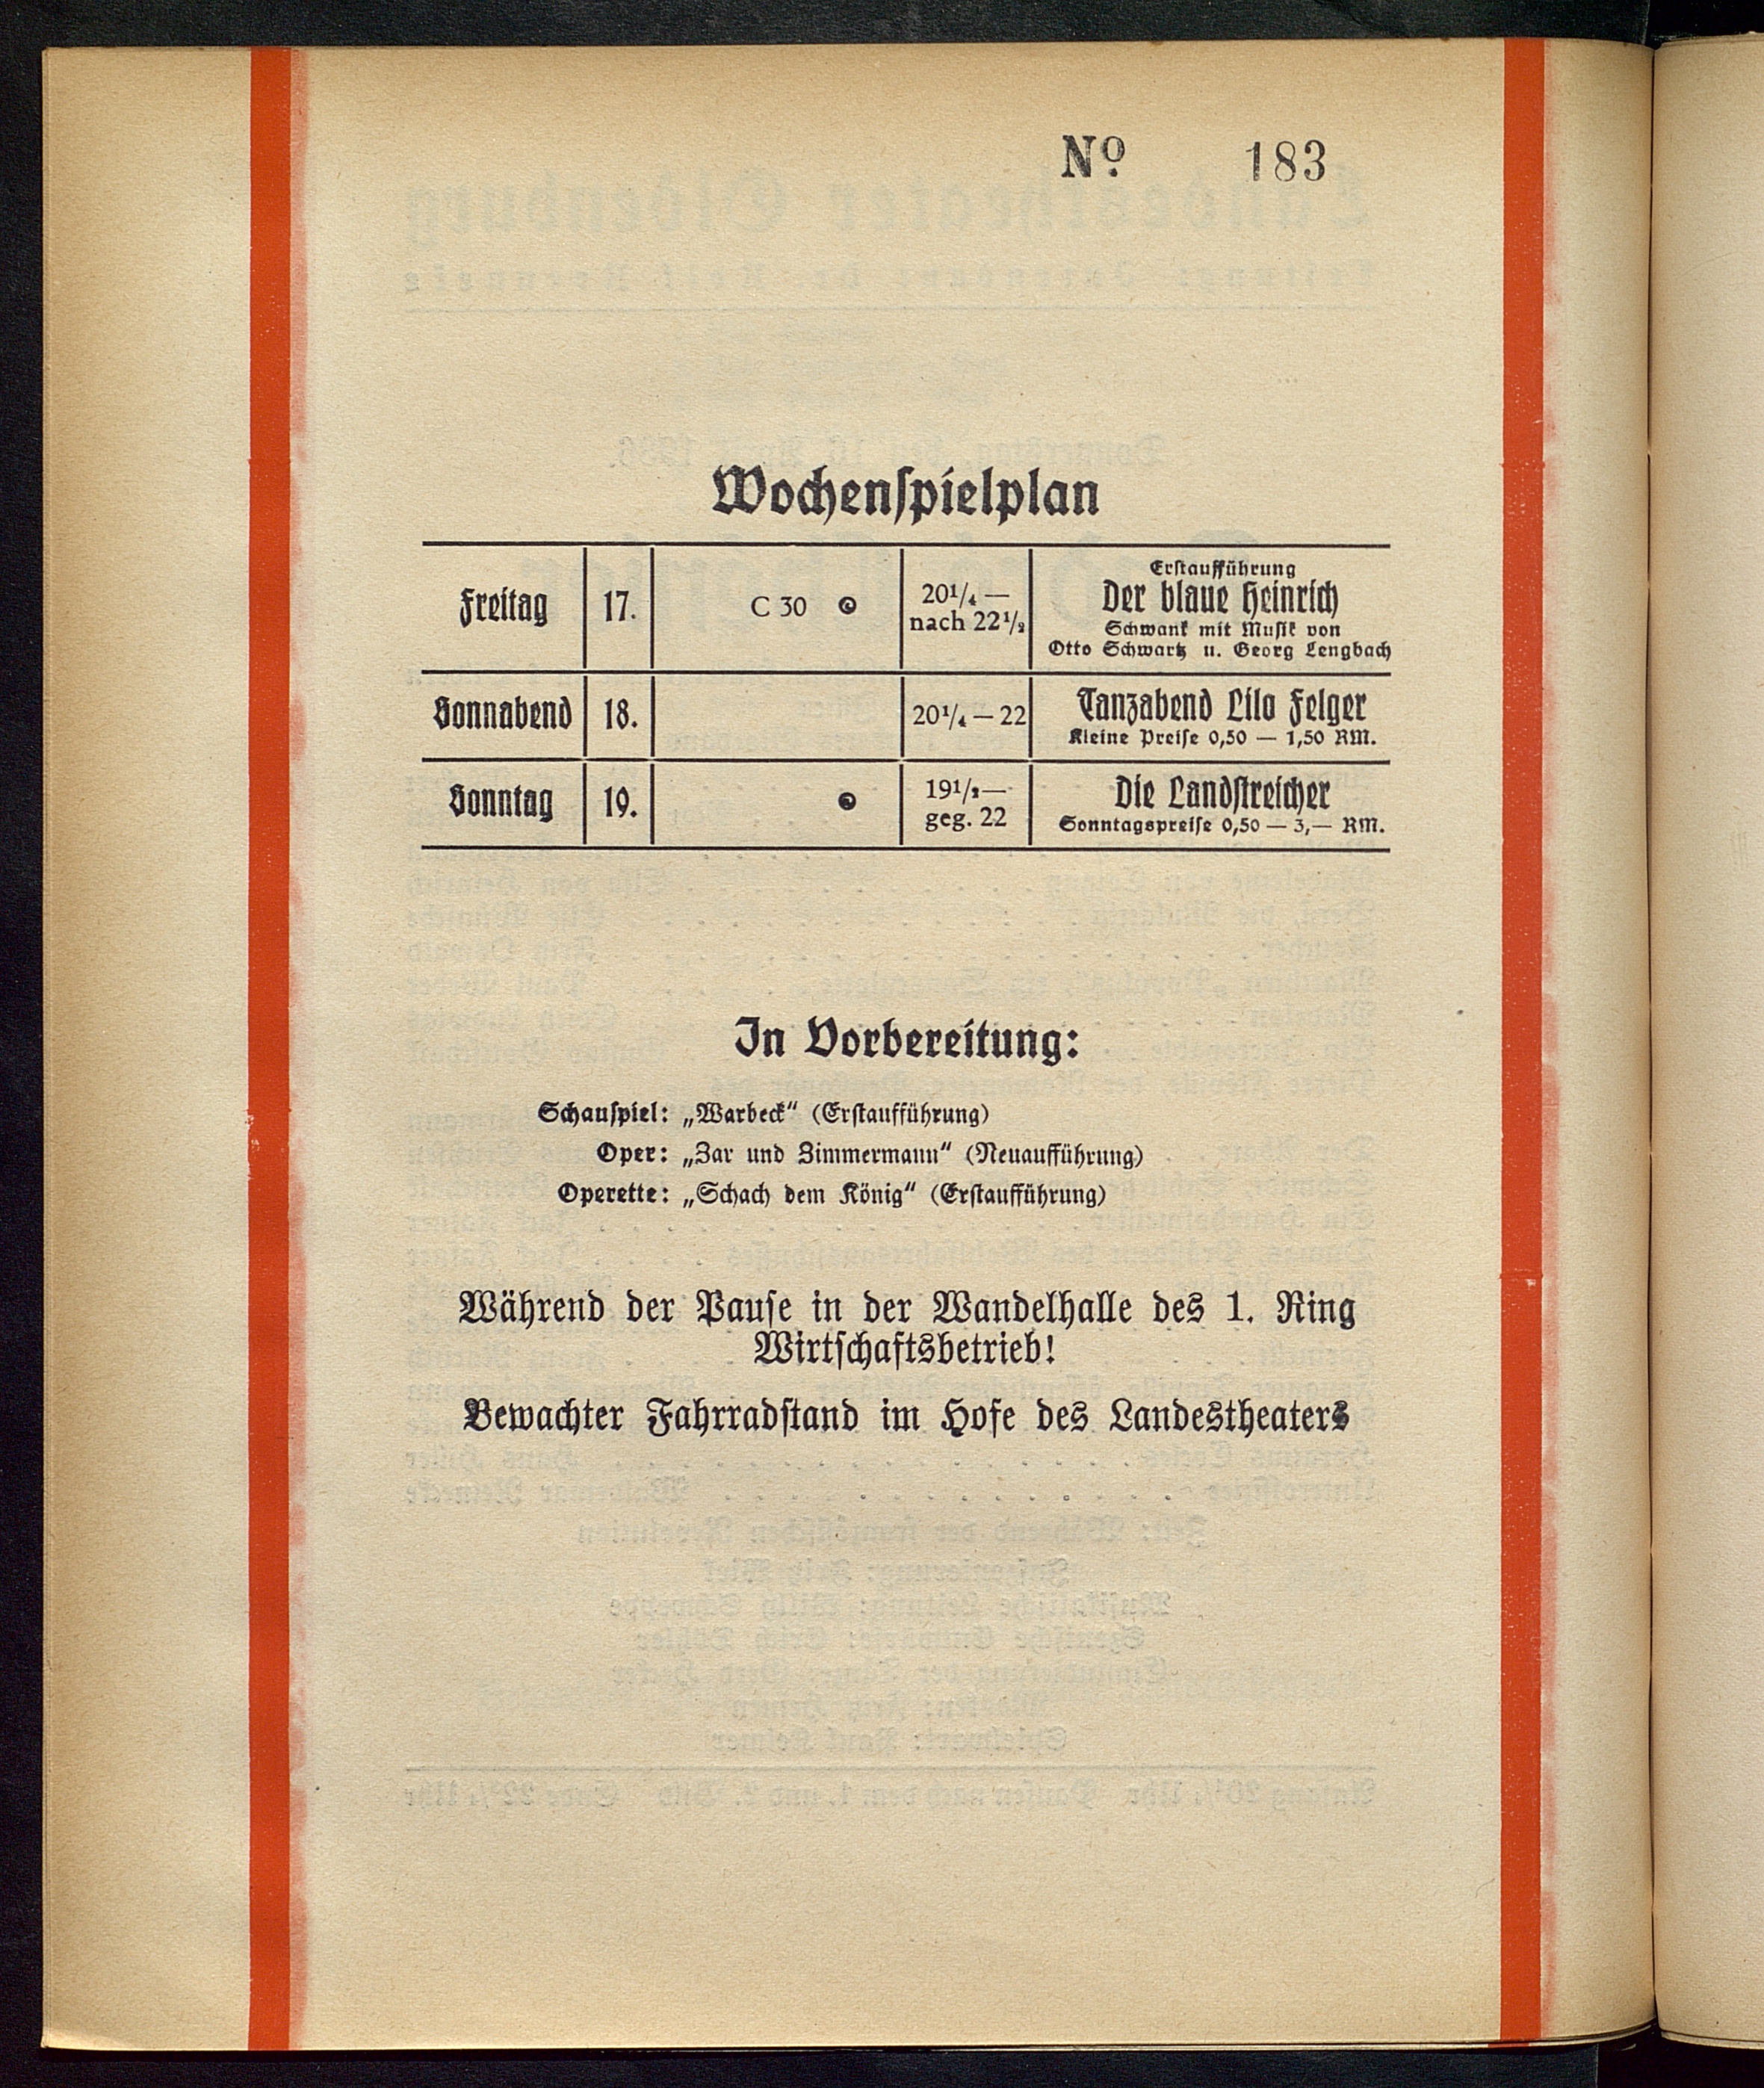 No. 183
Wochenspielplan
Freitag 17. C 30 20¼ — nach 22½
Erstaufführung
Der blaue Heinrich
Schwank mit Musik von
Otto Schwartz u. Georg Lengbach
Sonnabend 18. 20¼ — 22 Tanzabend Lilo Felger
Kleine Preise 0,50 — 1,50 RM.
Sonntag 19. 19½ — geg. 22 Die Landstreicher
Sonntagspreise 0,50 — 3,— RM.
In Vorbereitung:
Schauspiel: „Warbeck“ (Erstaufführung)
Oper: „Zar und Zimmermann“ (Neuaufführung)
Operette: „Schach dem König“ (Erstaufführung)
Während der Pause in der Wandelhalle des 1. Ring
Wirtschaftsbetrieb!
Bewachter Fahrradstand im Hofe des Landestheaters